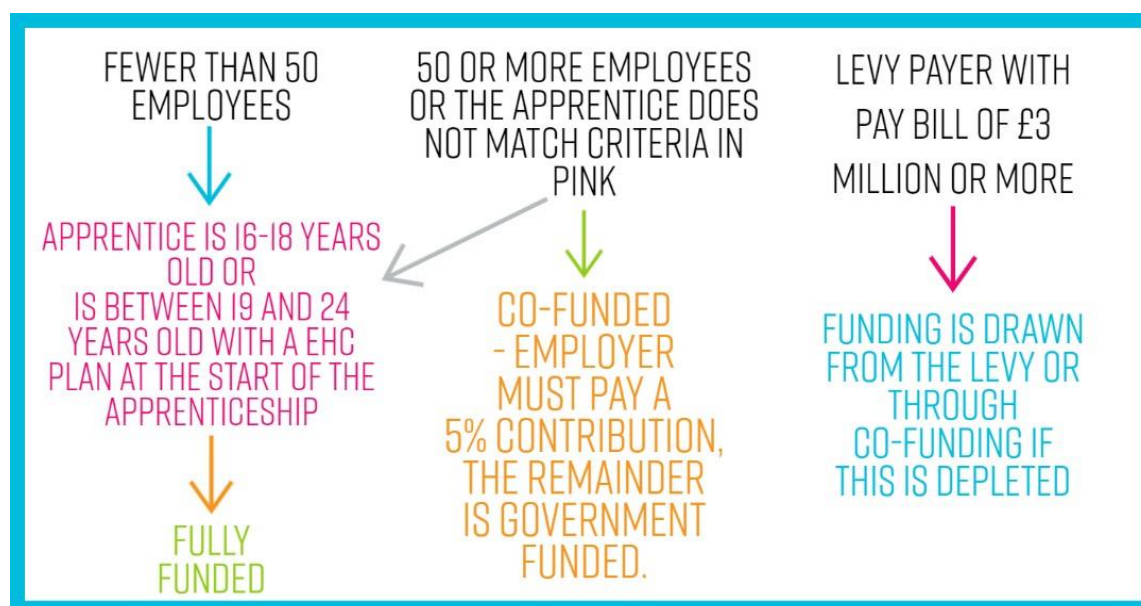 FEWER THAN 50
EMPLOYEES
APPRENTICE IS 16-18 YEARS
OLD OR
IS BETWEEN 19 AND 24
YEARS OLD WITH A EHC
PLAN AT THE START OF THE
APPRENTICESHIP
FULLY
FUNDED
50 OR MORE EMPLOYEES
OR THE APPRENTICE DOES
NOT MATCH CRITERIA IN
PINK
CO-FUNDED
- EMPLOYER
MUST PAY A
5% CONTRIBUTION,
THE REMAINDER
IS GOVERNMENT
FUNDED.
LEVY PAYER WITH
PAY BILL OF £3
MILLION OR MORE
FUNDING IS DRAWN
FROM THE LEVY OR
THROUGH
CO-FUNDING IF
THIS IS DEPLETED